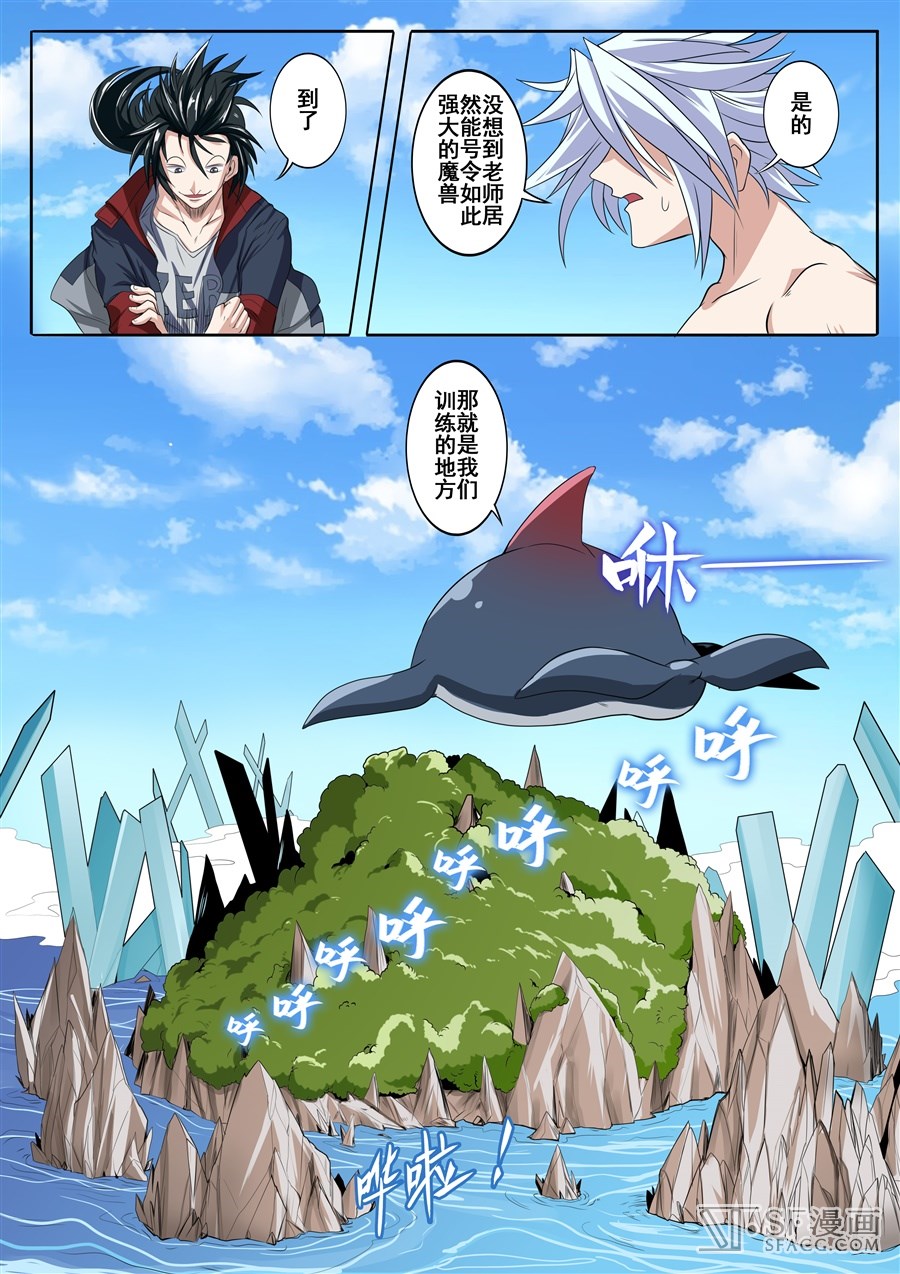 到
了
是
的
没想到老师居
然能号令如此
强大的魔兽
那就是我们
训练的地方
咻——
呼
呼
呼
呼
呼
呼
呼
呼
哗啦！
SF漫画
SFACG.COM